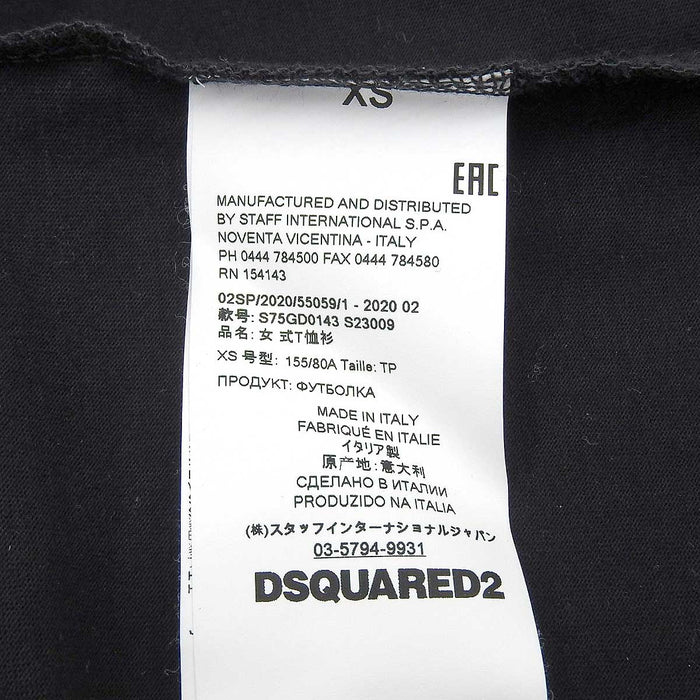 XS
EAC
MANUFACTURED AND DISTRIBUTED
BY STAFF INTERNATIONAL S.P.A.
NOVENTA VICENTINA - ITALY
PH 0444 784500 FAX 0444 784580
RN 154143
02SP/2020/55059/1 - 2020 02
款号: S75GD0143 S23009
品名: 女 式T恤衫
XS 号型: 155/80A Taille: TP
ПРОДУКТ: ФУТБОЛКА
MADE IN ITALY
FABRIQUÉ EN ITALIE
イタリア製
原产地: 意大利
СДЕЛАНО В ИТАЛИИ
PRODUZIDO NA ITALIA
(株)スタッフインターナショナルジャパン
03-5794-9931
DSQUARED2